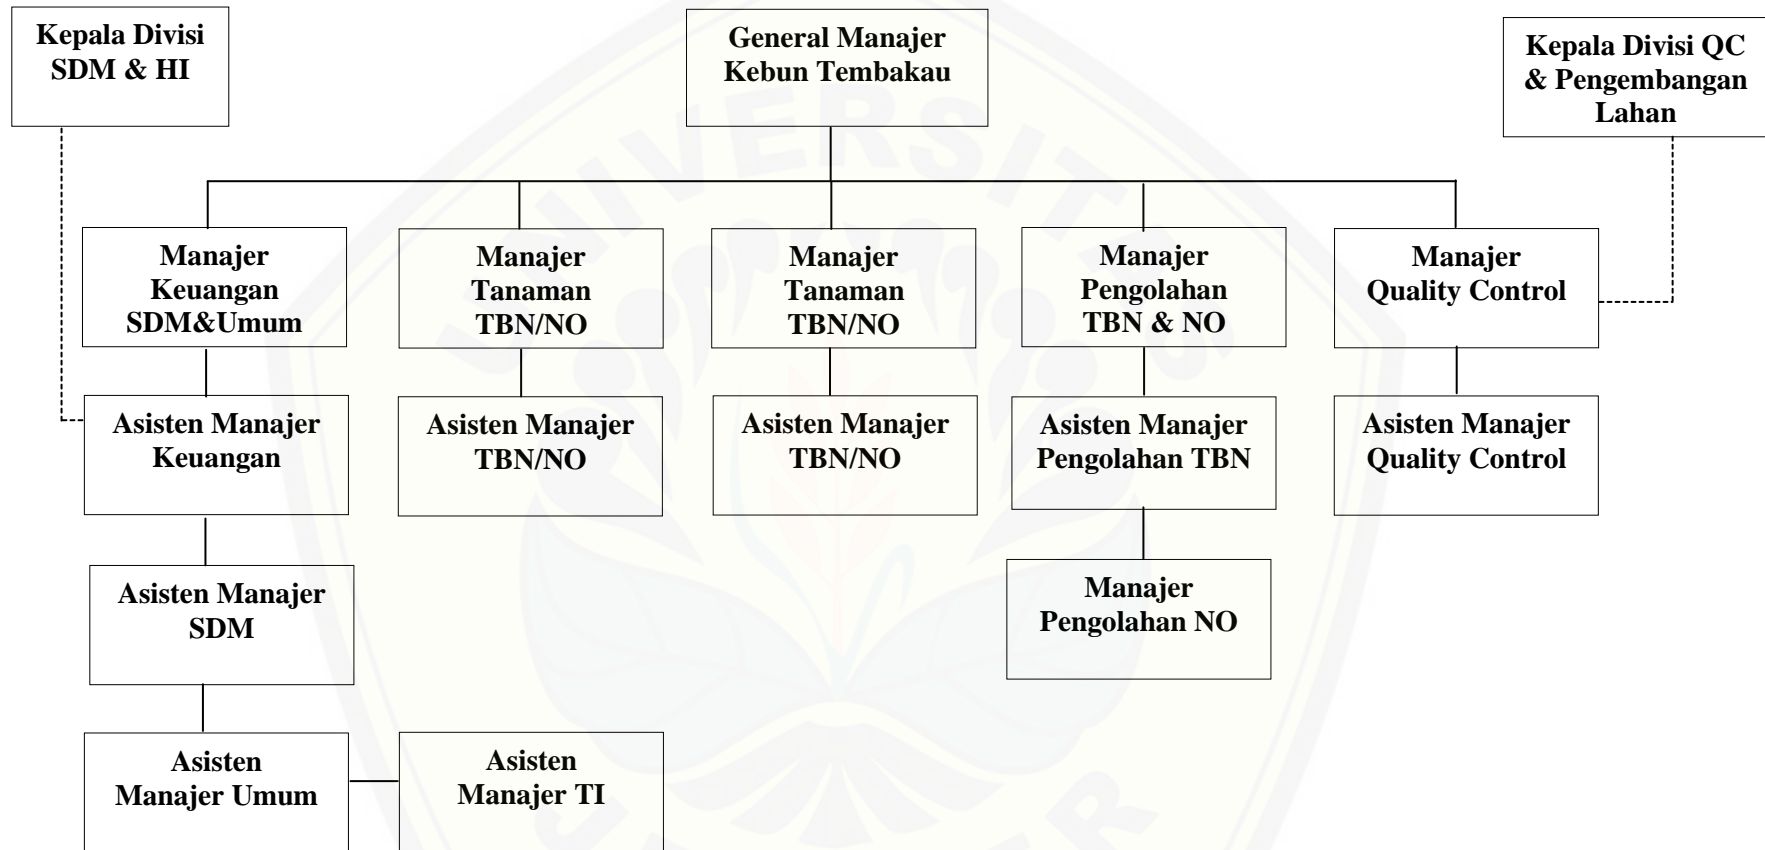 Kepala Divisi
SDM & HI
General Manajer
Kebun Tembakau
Kepala Divisi QC
& Pengembangan
Lahan
Manajer
Keuangan
SDM&Umum
Manajer
Tanaman
TBN/NO
Manajer
Tanaman
TBN/NO
Manajer
Pengolahan
TBN & NO
Manajer
Quality Control
Asisten Manajer
Keuangan
Asisten Manajer
TBN/NO
Asisten Manajer
TBN/NO
Asisten Manajer
Pengolahan TBN
Asisten Manajer
Quality Control
Asisten Manajer
SDM
Manajer
Pengolahan NO
Asisten
Manajer Umum
Asisten
Manajer TI
UNIVERSITAS